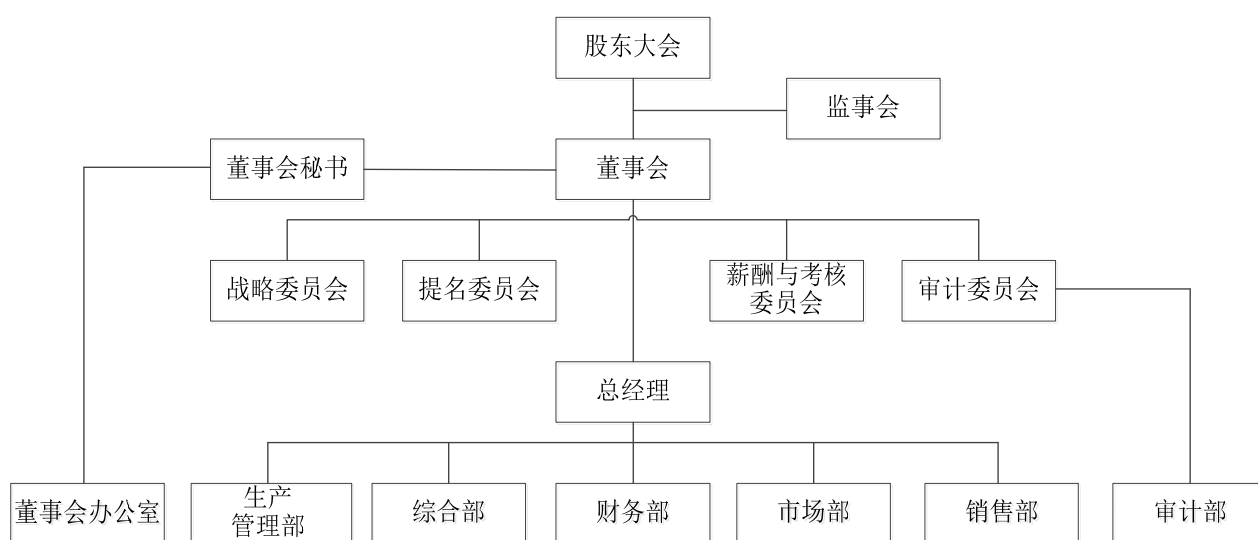 股东大会
监事会
董事会秘书
董事会
战略委员会
提名委员会
薪酬与考核
委员会
审计委员会
总经理
董事会办公室
生产
管理部
综合部
财务部
市场部
销售部
审计部